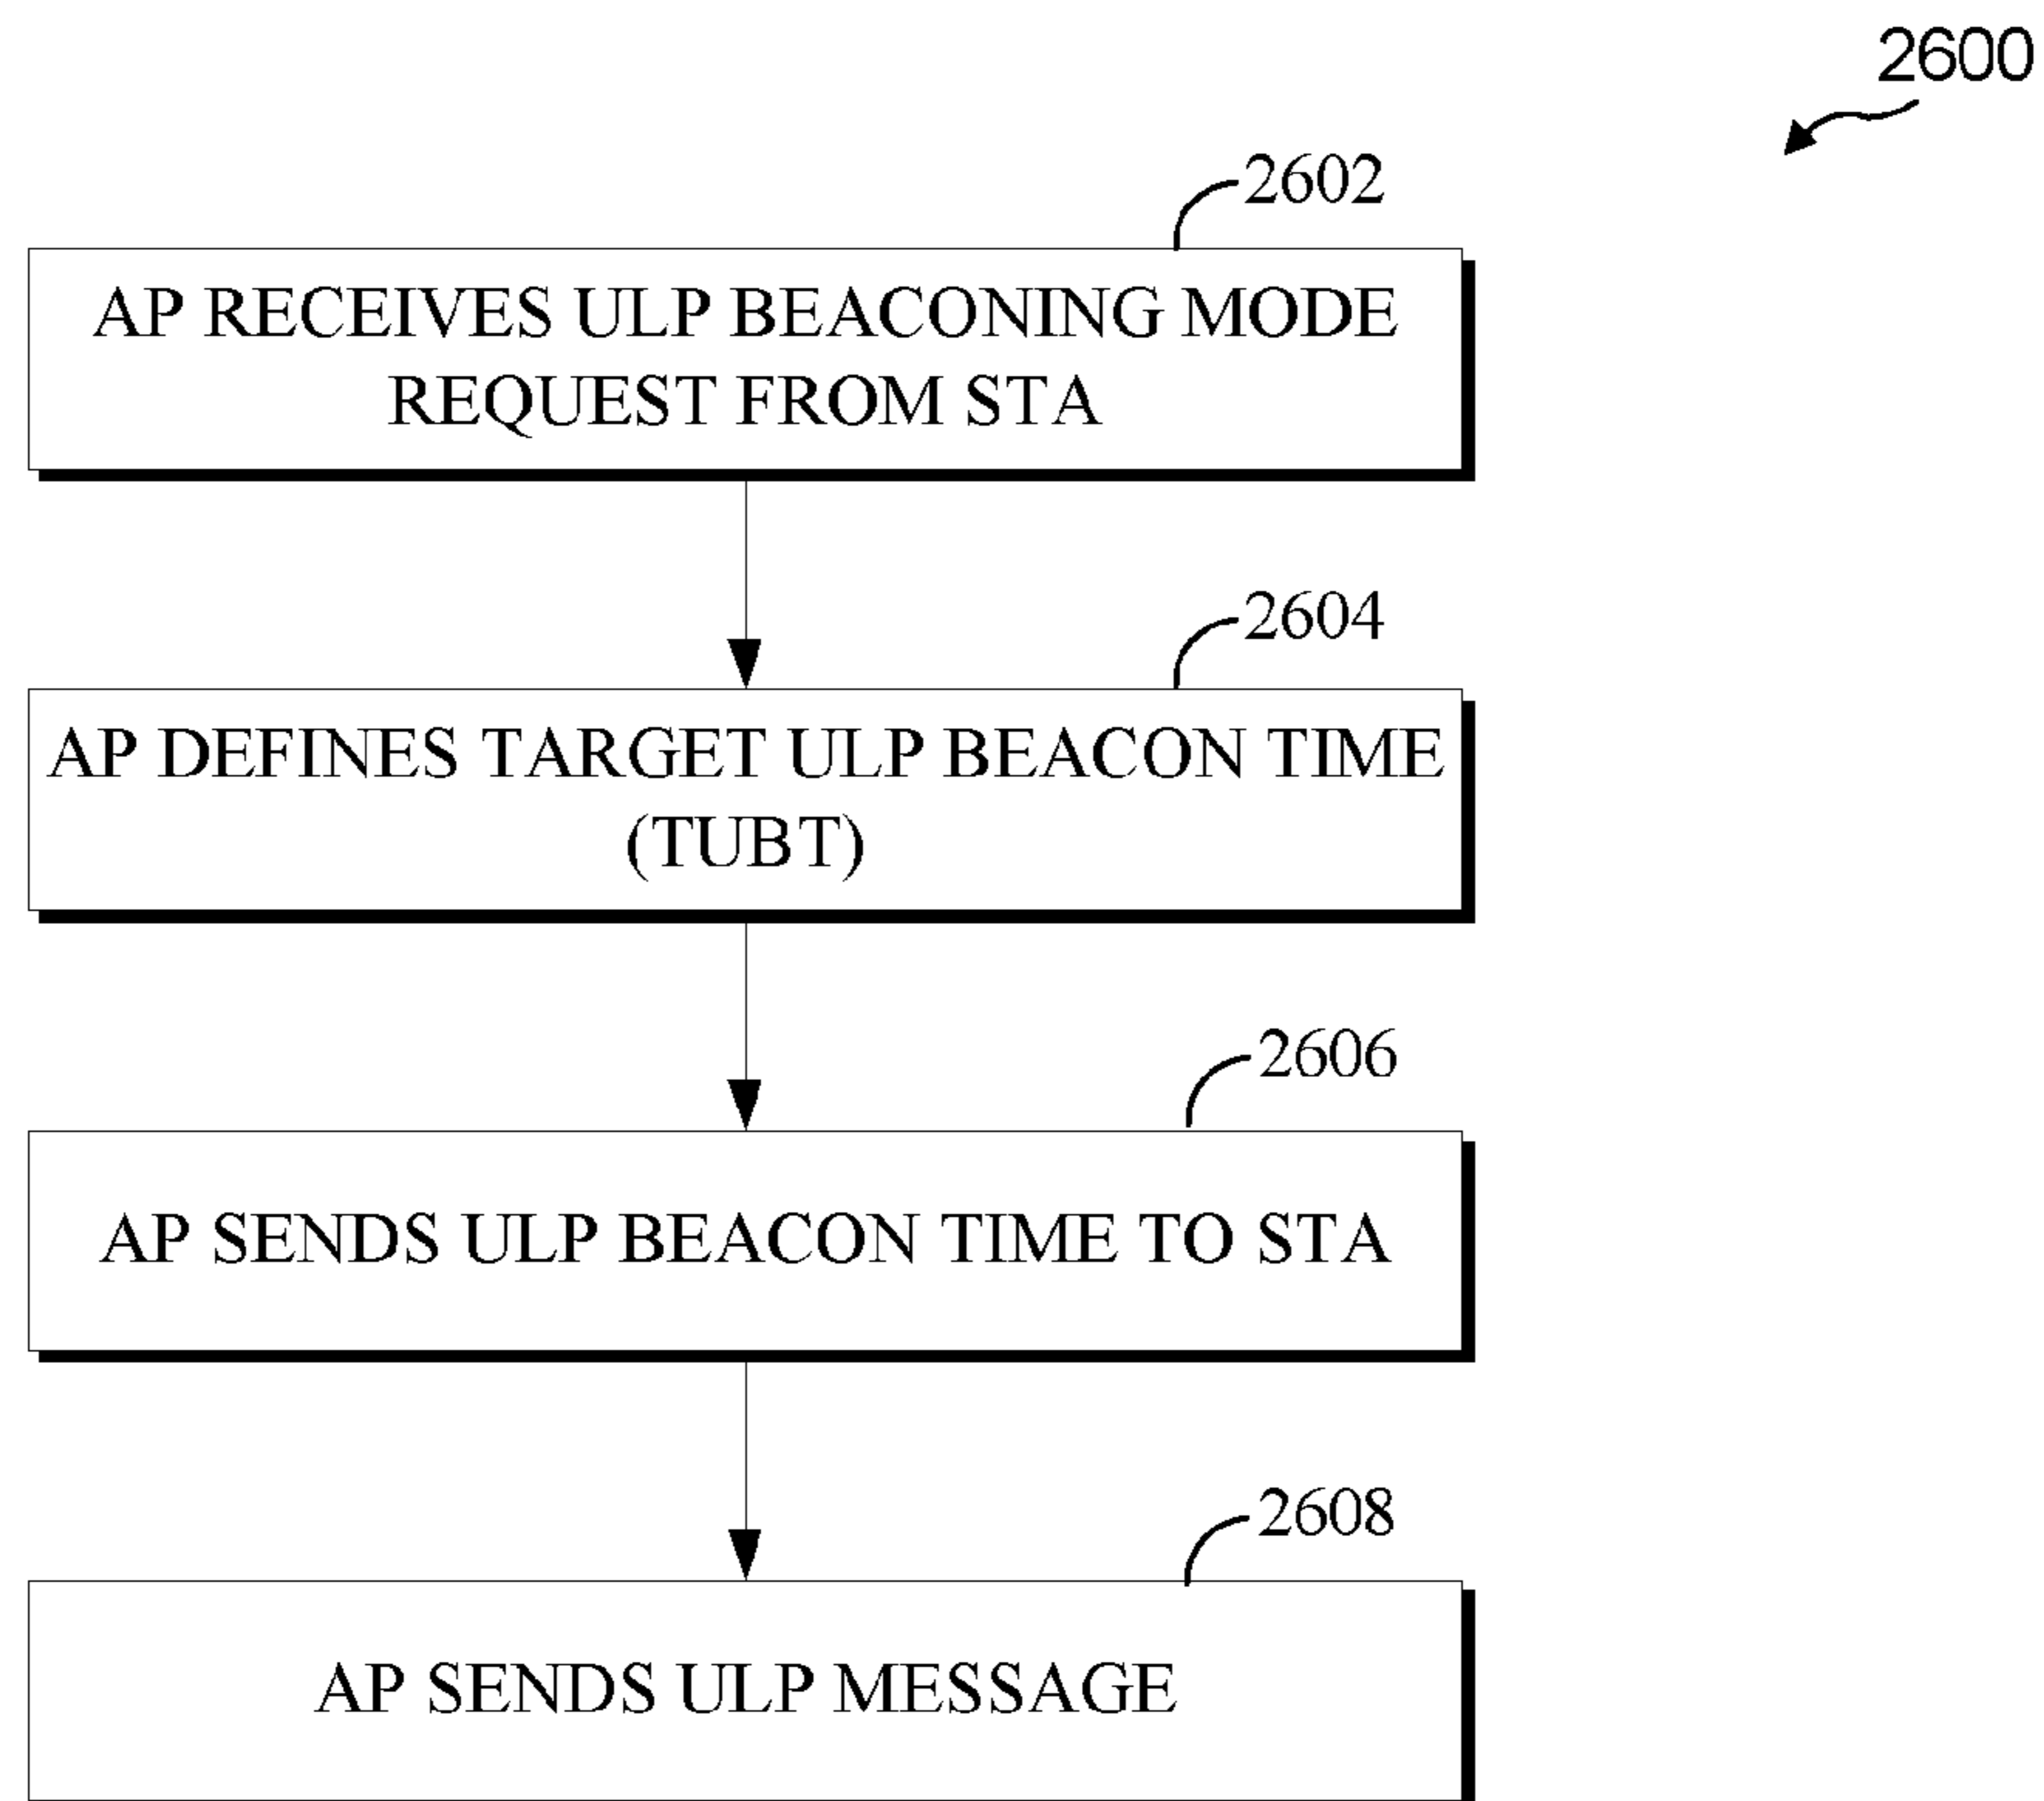 2600
2602
AP RECEIVES ULP BEACONING MODE
REQUEST FROM STA
2604
AP DEFINES TARGET ULP BEACON TIME
(TUBT)
2606
AP SENDS ULP BEACON TIME TO STA
2608
AP SENDS ULP MESSAGE